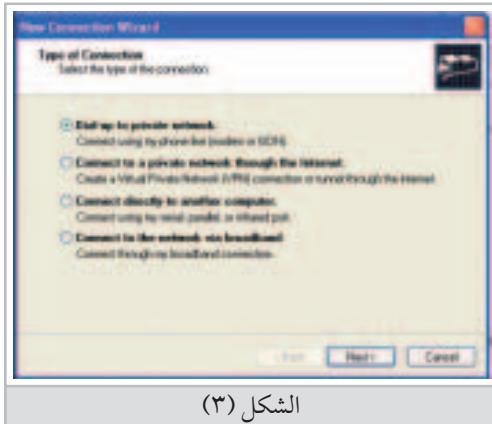 New Connection Wizard
Type of Connection
Select the type of the connection:
Dial up to private network.
Connect using my phone line (modem or ISDN)
Connect to a private network through the Internet.
Create a Virtual Private Network (VPN) connection or tunnel through the Internet
Connect directly to another computer.
Connect using my serial, parallel, or infrared port
Connect to the network via broadband
Connect through my broadband connection.
Next >
Cancel
الشكل (٣)